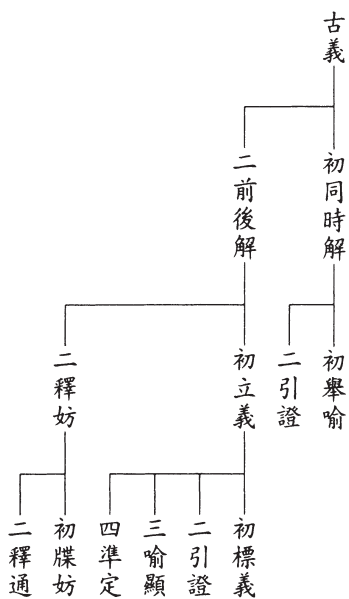 古義
初同時解
二前後解
初舉喻
二引證
初立義
二釋妨
初標義
二引證
三喻顯
四準定
初牒妨
二釋通